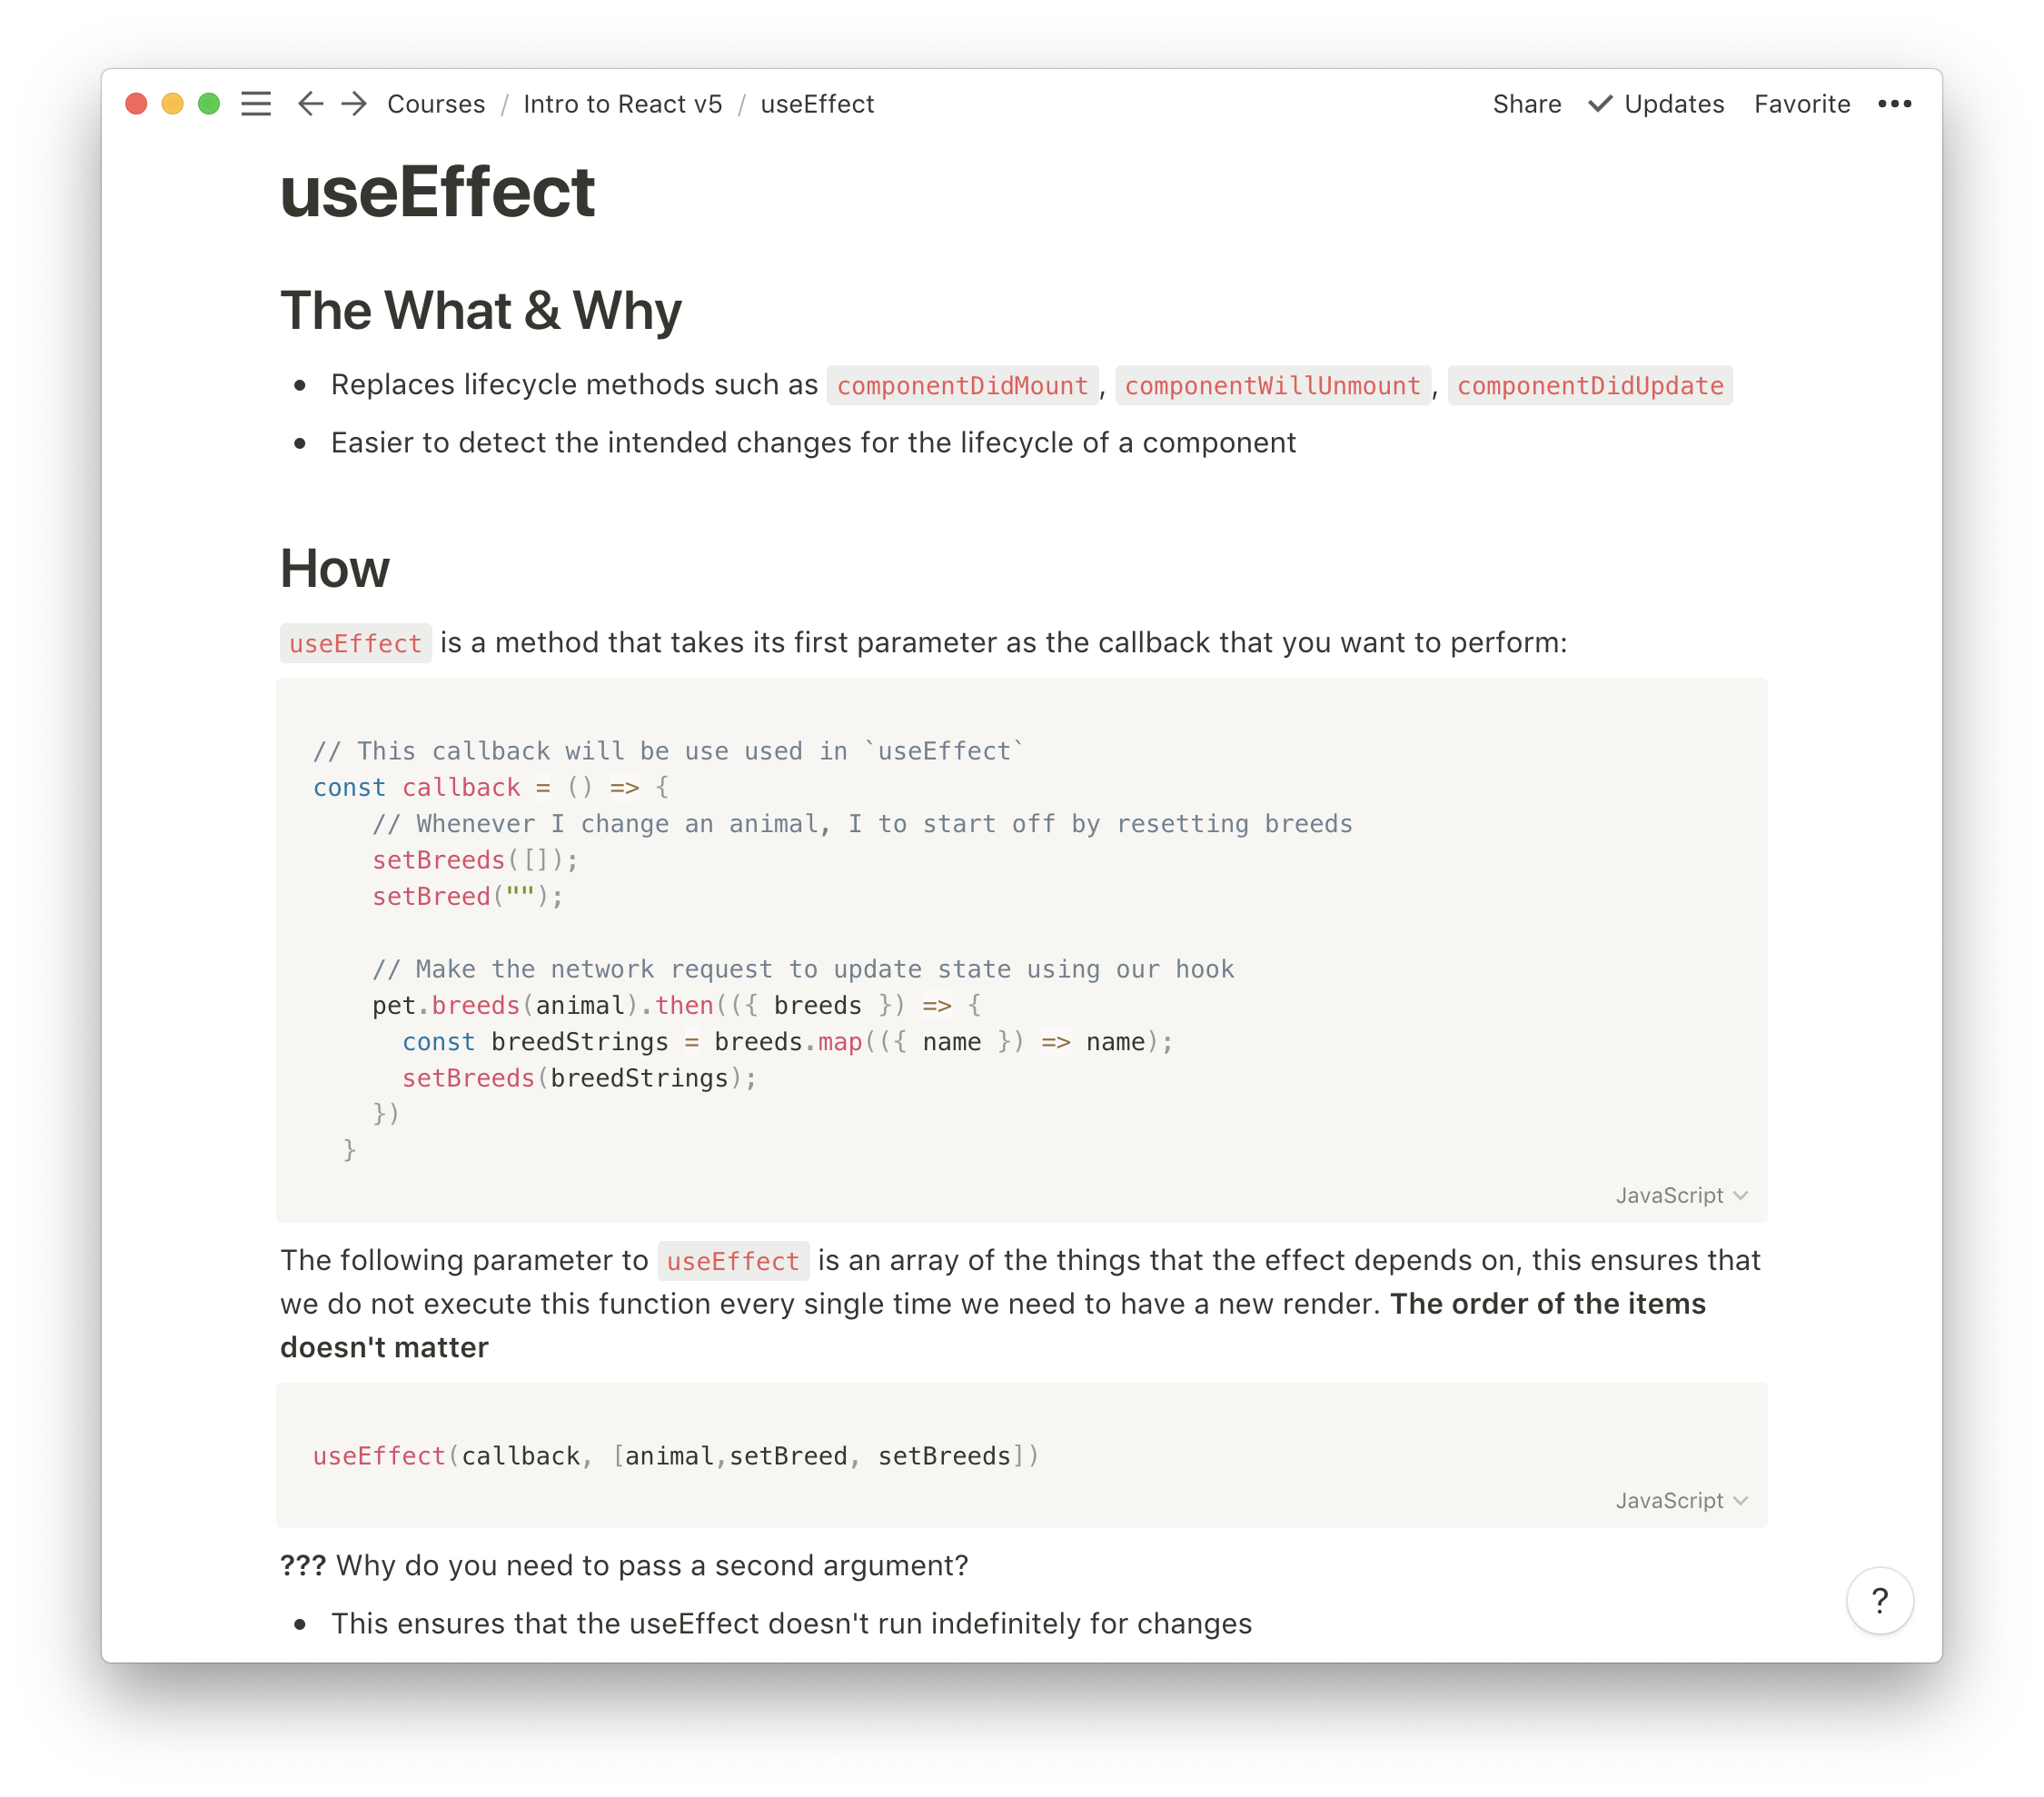 Courses / Intro to React v5 / useEffect
Share Updates Favorite •••
useEffect
The What & Why
• Replaces lifecycle methods such as componentDidMount, componentWillUnmount, componentDidUpdate
• Easier to detect the intended changes for the lifecycle of a component
How
useEffect is a method that takes its first parameter as the callback that you want to perform:
// This callback will be use used in `useEffect`
const callback = () => {
    // Whenever I change an animal, I to start off by resetting breeds
    setBreeds([]);
    setBreed("");
    // Make the network request to update state using our hook
    pet.breeds(animal).then(({ breeds }) => {
      const breedStrings = breeds.map(({ name }) => name);
      setBreeds(breedStrings);
    })
  }
JavaScript
The following parameter to useEffect is an array of the things that the effect depends on, this ensures that
we do not execute this function every single time we need to have a new render. The order of the items
doesn't matter
useEffect(callback, [animal,setBreed, setBreeds])
JavaScript
??? Why do you need to pass a second argument?
• This ensures that the useEffect doesn't run indefinitely for changes
?